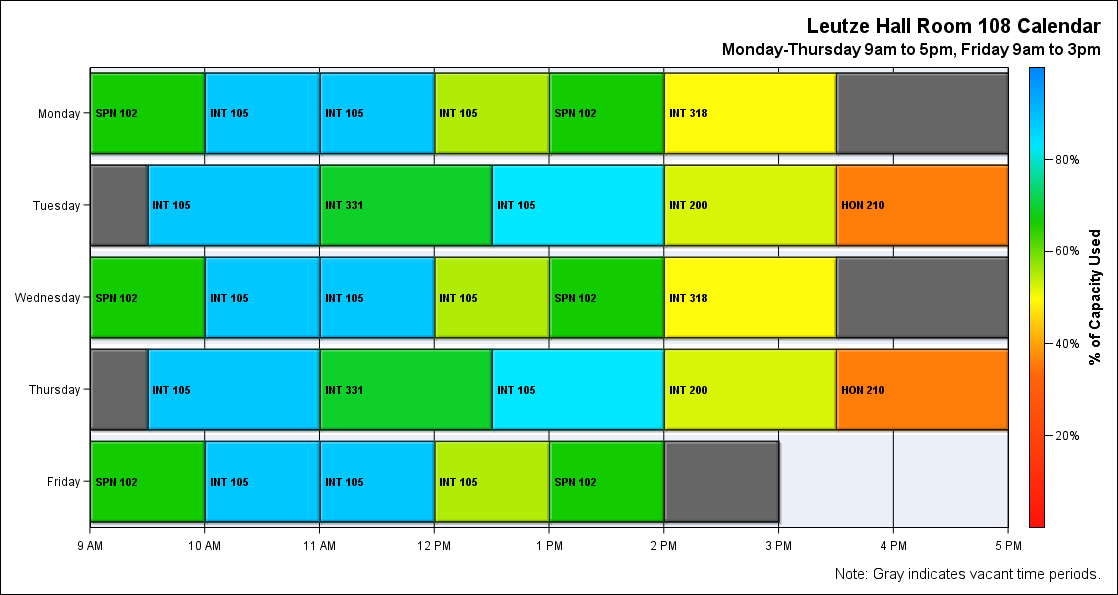 Leutze Hall Room 108 Calendar
Monday-Thursday 9am to 5pm, Friday 9am to 3pm
Monday
SPN 102 INT 105 INT 105 INT 105 SPN 102 INT 318
Tuesday
INT 105 INT 331 INT 105 INT 200 HON 210
Wednesday
SPN 102 INT 105 INT 105 INT 105 SPN 102 INT 318
Thursday
INT 105 INT 331 INT 105 INT 200 HON 210
Friday
SPN 102 INT 105 INT 105 INT 105 SPN 102
9 AM 10 AM 11 AM 12 PM 1 PM 2 PM 3 PM 4 PM 5 PM
80%
60%
40%
20%
% of Capacity Used
Note: Gray indicates vacant time periods.